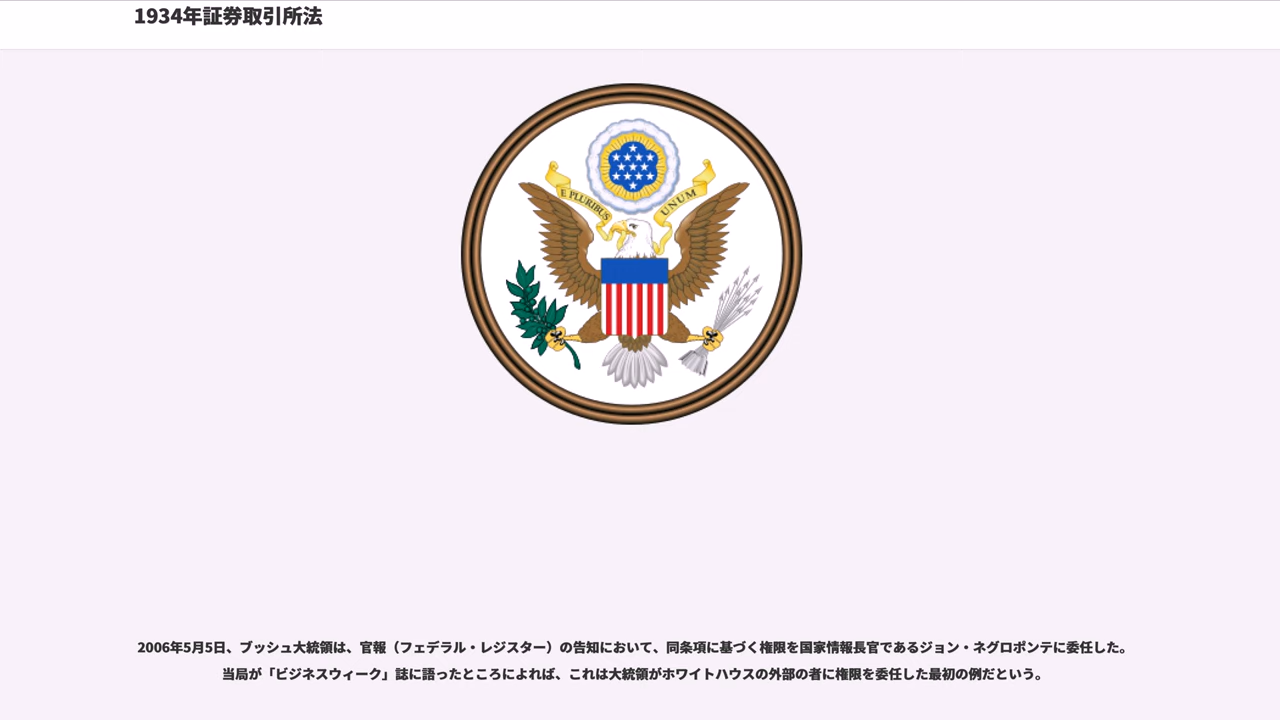 1934年証券取引所法
E PLURIBUS
UNUM
2006年5月5日、ブッシュ大統領は、官報（フェデラル・レジスター）の告知において、同条項に基づく権限を国家情報長官であるジョン・ネグロポンテに委任した。
当局が「ビジネスウィーク」誌に語ったところによれば、これは大統領がホワイトハウスの外部の者に権限を委任した最初の例だという。